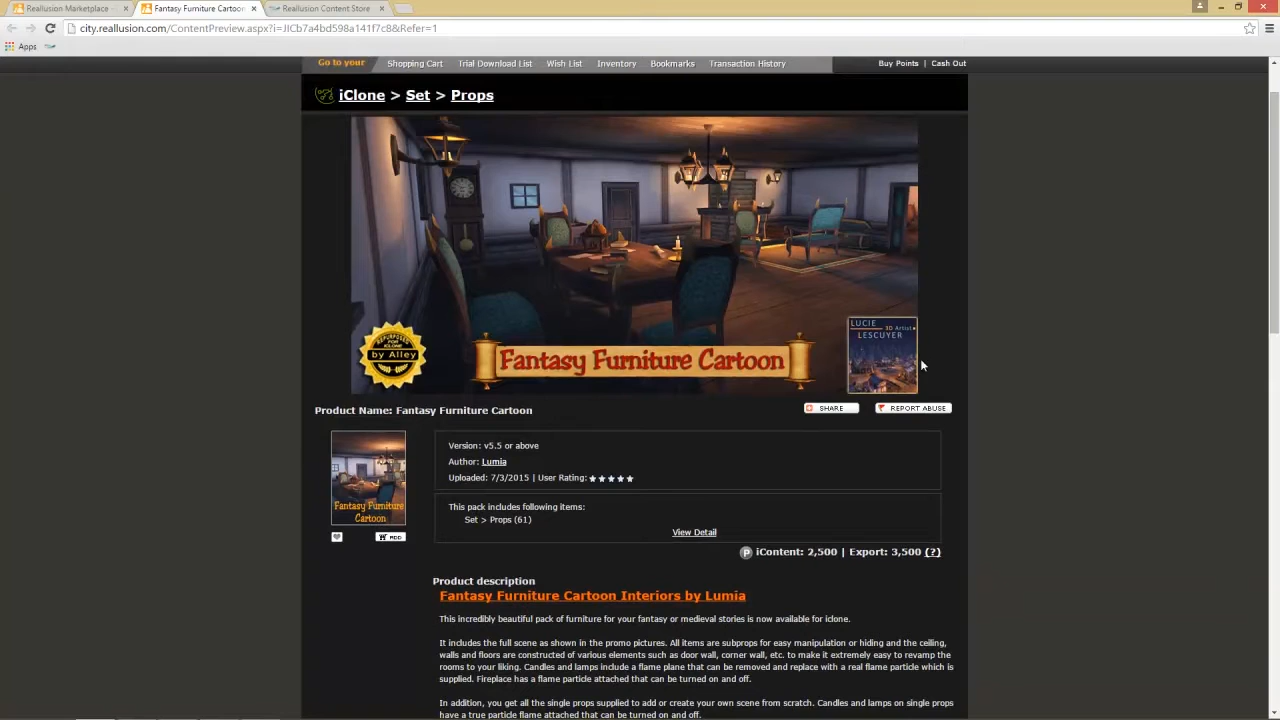 Reallusion Marketplace -
Fantasy Furniture Cartoon
Reallusion Content Store
city.reallusion.com/ContentPreview.aspx?i=JICb7a4bd598a141f7c8&Refer=1
Apps
Go to your
Shopping Cart
Trial Download List
Wish List
Inventory
Bookmarks
Transaction History
Buy Points | Cash Out
iClone > Set > Props
REPURPOSED
FOR
ICLONE
by Alley
Fantasy Furniture Cartoon
LUCIE
3D Artist
LESCUYER
Product Name: Fantasy Furniture Cartoon
SHARE
REPORT ABUSE
Fantasy Furniture
Cartoon
ADD
Version: v5.5 or above
Author: Lumia
Uploaded: 7/3/2015 | User Rating:
This pack includes following items:
Set > Props (61)
View Detail
P iContent: 2,500 | Export: 3,500 (?)
Product description
Fantasy Furniture Cartoon Interiors by Lumia
This incredibly beautiful pack of furniture for your fantasy or medieval stories is now available for iclone.
It includes the full scene as shown in the promo pictures. All items are subprops for easy manipulation or hiding and the ceiling,
walls and floors are constructed of various elements such as door wall, corner wall, etc. to make it extremely easy to revamp the
rooms to your liking. Candles and lamps include a flame plane that can be removed and replace with a real flame particle which is
supplied. Fireplace has a flame particle attached that can be turned on and off.
In addition, you get all the single props supplied to add or create your own scene from scratch. Candles and lamps on single props
have a true particle flame attached that can be turned on and off.